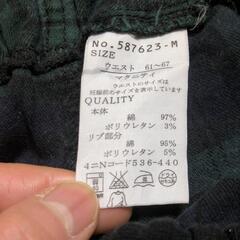 No.587623-M
SIZE
ウエスト 61~67
マタニティ
ウエストのサイズは
妊娠前のサイズを表示しています
QUALITY
本体
綿 97%
ポリウレタン 3%
リブ部分
綿 95%
ポリウレタン 5%
4ニNコード536-440